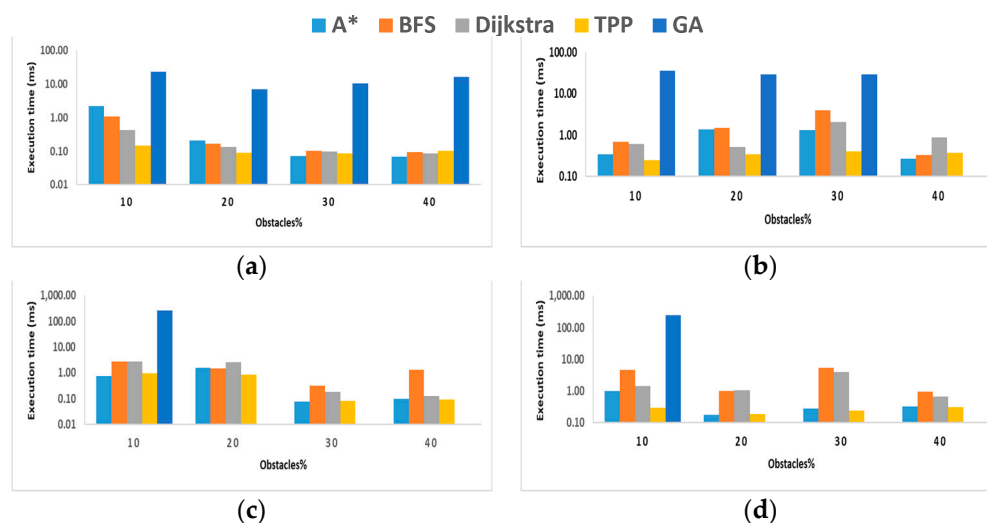 A* BFS Dijkstra TPP GA
Execution time (ms)
100.00
10.00
1.00
0.10
0.01
10 20 30 40
Obstacles%
(a)
Execution time (ms)
100.00
10.00
1.00
0.10
10 20 30 40
Obstacles%
(b)
Execution time (ms)
1,000.00
100.00
10.00
1.00
0.10
0.01
10 20 30 40
Obstacles%
(c)
Execution time (ms)
1,000.00
100.00
10.00
1.00
0.10
10 20 30 40
Obstacles%
(d)